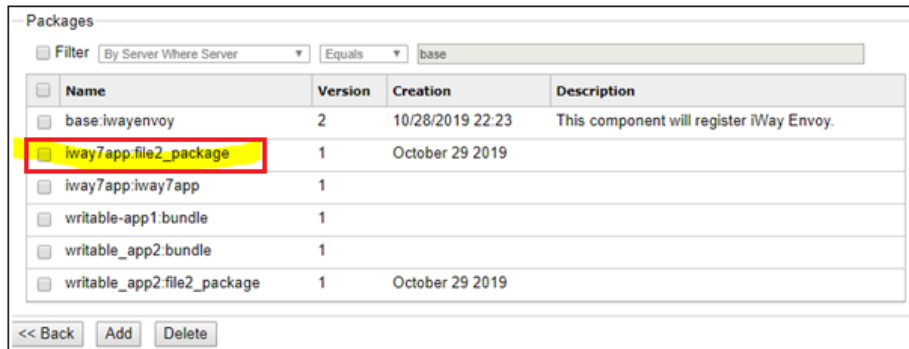 Packages
Filter By Server Where Server Equals base
Name Version Creation Description
base:iwayenvoy 2 10/28/2019 22:23 This component will register iWay Envoy.
iway7app:file2_package 1 October 29 2019
iway7app:iway7app 1
writable-app1:bundle 1
writable_app2:bundle 1
writable_app2:file2_package 1 October 29 2019
<< Back Add Delete